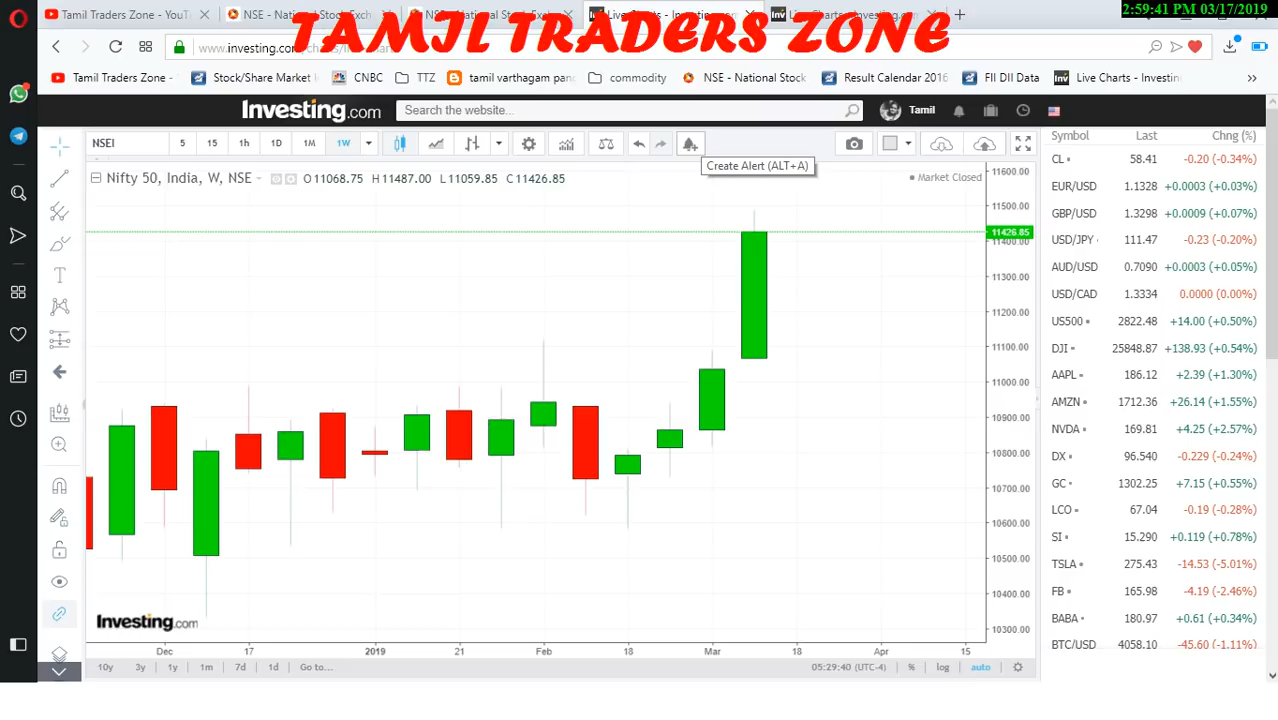 2:59:41 PM 03/17/2019
Tamil Traders Zone - YouT
TAMIL TRADERS ZONE
www.investing.com
Tamil Traders Zone -
Stock/Share Market
CNBC
TTZ
tamil varthagam pan
commodity
NSE - National Stock
Result Calendar 2016
FII DII Data
Live Charts - Investin
Investing.com
Search the website...
Tamil
NSEI
5
15
1h
1D
1M
1W
Create Alert (ALT+A)
Nifty 50, India, W, NSE
O 11068.75 H 11487.00 L 11059.85 C 11426.85
Market Closed
11600.00
11500.00
11426.85
11400.00
11300.00
11200.00
11100.00
11000.00
10900.00
10800.00
10700.00
10600.00
10500.00
10400.00
10300.00
Investing.com
Dec
17
2019
21
Feb
18
Mar
18
Apr
15
10y 3y 1y 1m 7d 1d Go to...
05:29:40 (UTC-4) % log auto
Symbol Last Chng (%)
CL 58.41 -0.20 (-0.34%)
EUR/USD 1.1328 +0.0003 (+0.03%)
GBP/USD 1.3298 +0.0009 (+0.07%)
USD/JPY 111.47 -0.23 (-0.20%)
AUD/USD 0.7090 +0.0003 (+0.05%)
USD/CAD 1.3334 0.0000 (0.00%)
US500 2822.48 +14.00 (+0.50%)
DJI 25848.87 +138.93 (+0.54%)
AAPL 186.12 +2.39 (+1.30%)
AMZN 1712.36 +26.14 (+1.55%)
NVDA 169.81 +4.25 (+2.57%)
DX 96.540 -0.229 (-0.24%)
GC 1302.25 +7.15 (+0.55%)
LCO 67.04 -0.19 (-0.28%)
SI 15.290 +0.119 (+0.78%)
TSLA 275.43 -14.53 (-5.01%)
FB 165.98 -4.19 (-2.46%)
BABA 180.97 +0.61 (+0.34%)
BTC/USD 4058.10 -45.60 (-1.11%)